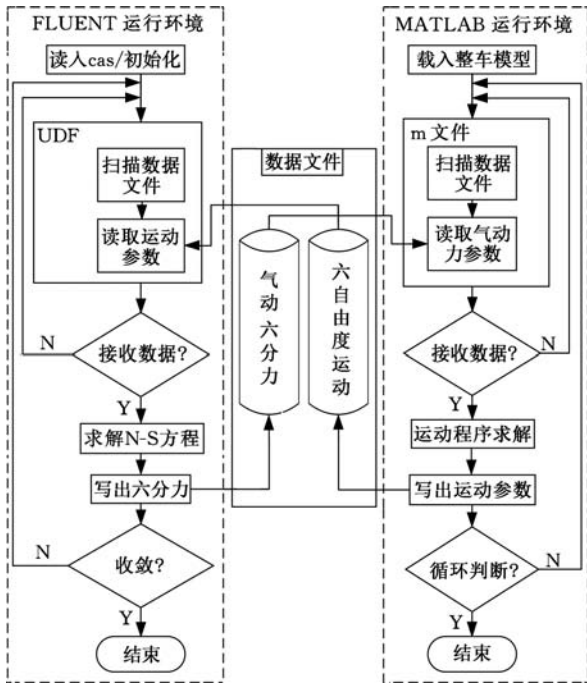 FLUENT 运行环境
读入cas/初始化
UDF
扫描数据
文件
读取运动
参数
N
接收数据?
Y
求解N-S方程
写出六分力
N
收敛?
Y
结束
数据文件
气动六分力
六自由度运动
MATLAB 运行环境
载入整车模型
m 文件
扫描数据
文件
读取气动
力参数
接收数据?
N
Y
运动程序求解
写出运动参数
循环判断?
N
Y
结束